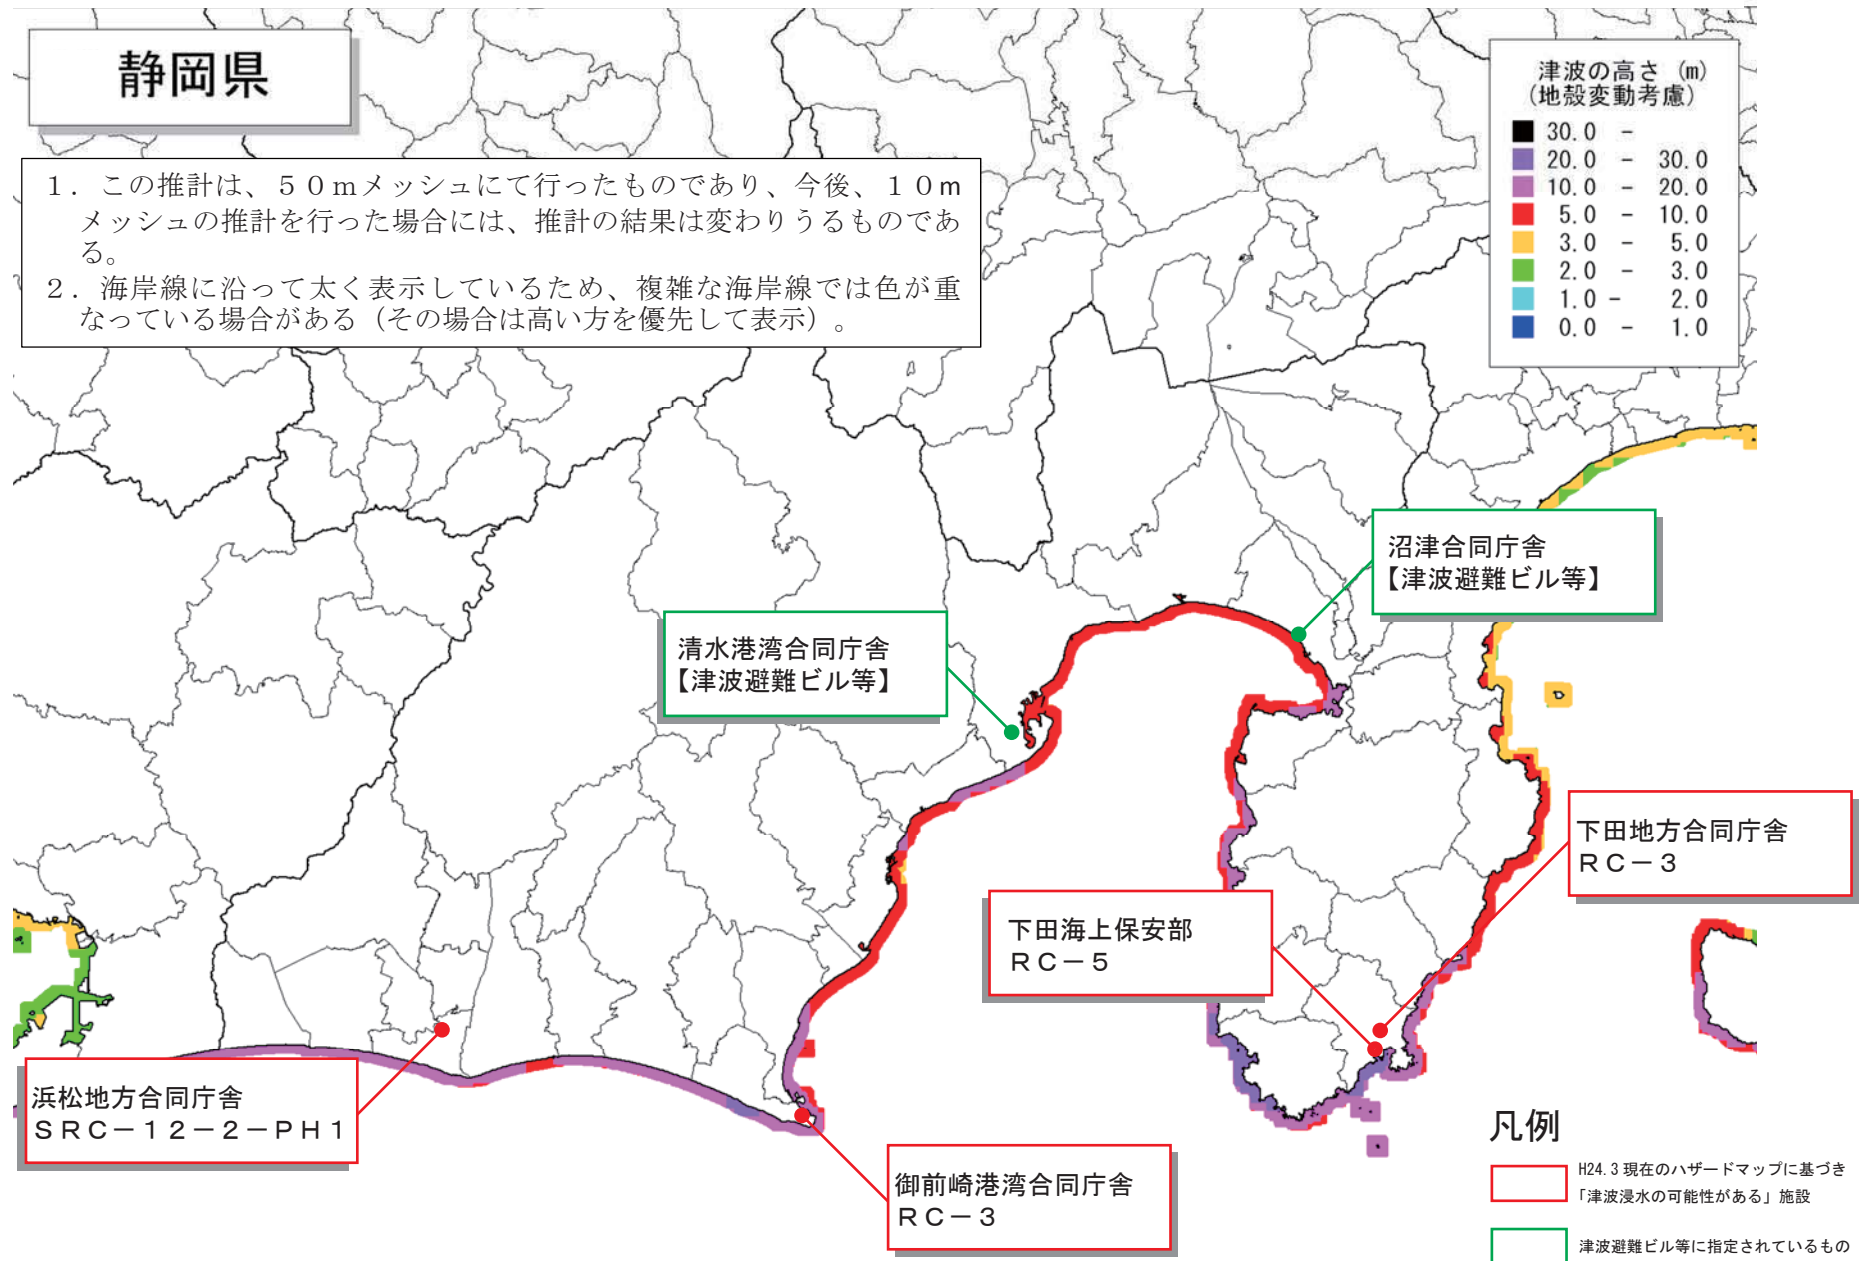 静岡県
1．この推計は、５０mメッシュにて行ったものであり、今後、１０m
メッシュの推計を行った場合には、推計の結果は変わりうるものであ
る。
2．海岸線に沿って太く表示しているため、複雑な海岸線では色が重
なっている場合がある（その場合は高い方を優先して表示）。
津波の高さ (m)
(地殻変動考慮)
30.0 －
20.0 － 30.0
10.0 － 20.0
5.0 － 10.0
3.0 － 5.0
2.0 － 3.0
1.0 － 2.0
0.0 － 1.0
沼津合同庁舎
【津波避難ビル等】
清水港湾合同庁舎
【津波避難ビル等】
下田地方合同庁舎
ＲＣ－３
下田海上保安部
ＲＣ－５
浜松地方合同庁舎
ＳＲＣ－１２－２－ＰＨ１
御前崎港湾合同庁舎
ＲＣ－３
凡例
H24.3 現在のハザードマップに基づき
「津波浸水の可能性がある」施設
津波避難ビル等に指定されているもの